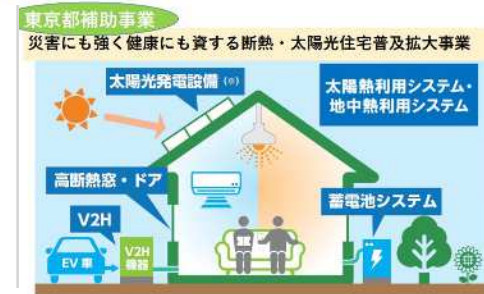 東京都補助事業
災害にも強く健康にも資する断熱・太陽光住宅普及拡大事業
太陽光発電設備(※)
太陽熱利用システム・
地中熱利用システム
高断熱窓・ドア
蓄電池システム
V2H
EV車
V2H
機器